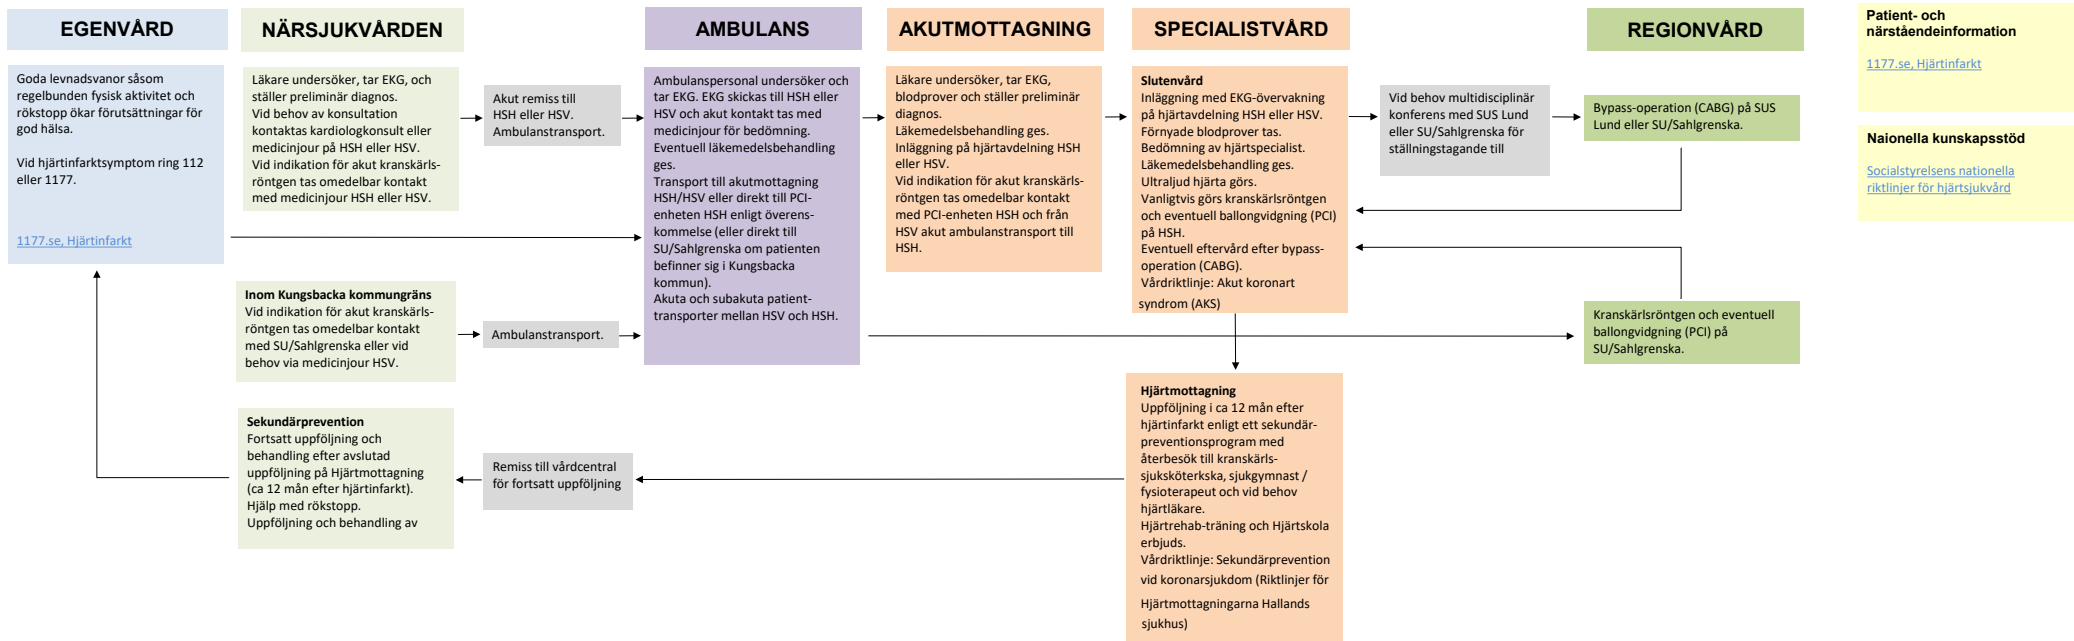 EGENVÅRD
Goda levnadsvanor såsom
regelbunden fysisk aktivitet och
rökstopp ökar förutsättningar för
god hälsa.
Vid hjärtinfarktsymptom ring 112
eller 1177.
1177.se, Hjärtinfarkt
NÄRSJUKVÅRDEN
Läkare undersöker, tar EKG, och
ställer preliminär diagnos.
Vid behov av konsultation
kontaktas kardiologkonsult eller
medicinjour på HSH eller HSV.
Vid indikation för akut kranskärls-
röntgen tas omedelbar kontakt
med medicinjour HSH eller HSV.
Akut remiss till
HSH eller HSV.
Ambulanstransport.
Inom Kungsbacka kommungräns
Vid indikation för akut kranskärls-
röntgen tas omedelbar kontakt
med SU/Sahlgrenska eller vid
behov via medicinjour HSV.
Ambulanstransport.
Sekundärprevention
Fortsatt uppföljning och
behandling efter avslutad
uppföljning på Hjärtmottagning
(ca 12 mån efter hjärtinfarkt).
Hjälp med rökstopp.
Uppföljning och behandling av
Remiss till vårdcentral
för fortsatt uppföljning
AMBULANS
Ambulanspersonal undersöker och
tar EKG. EKG skickas till HSH eller
HSV och akut kontakt tas med
medicinjour för bedömning.
Eventuell läkemedelsbehandling
ges.
Transport till akutmottagning
HSH/HSV eller direkt till PCI-
enheten HSH enligt överens-
kommelse (eller direkt till
SU/Sahlgrenska om patienten
befinner sig i Kungsbacka
kommun).
Akuta och subakuta patient-
transporter mellan HSV och HSH.
AKUTMOTTAGNING
Läkare undersöker, tar EKG,
blodprover och ställer preliminär
diagnos.
Läkemedelsbehandling ges.
Inläggning på hjärtavdelning HSH
eller HSV.
Vid indikation för akut kranskärls-
röntgen tas omedelbar kontakt
med PCI-enheten HSH och från
HSV akut ambulanstransport till
HSH.
SPECIALISTVÅRD
Slutenvård
Inläggning med EKG-övervakning
på hjärtavdelning HSH eller HSV.
Förnyade blodprover tas.
Bedömning av hjärtspecialist.
Läkemedelsbehandling ges.
Ultraljud hjärta görs.
Vanligtvis görs kranskärlsröntgen
och eventuell ballongvidgning (PCI)
på HSH.
Eventuell eftervård efter bypass-
operation (CABG).
Vårdriktlinje: Akut koronart
syndrom (AKS)
Hjärtmottagning
Uppföljning i ca 12 mån efter
hjärtinfarkt enligt ett sekundär-
preventionsprogram med
återbesök till kranskärls-
sjuksköterkska, sjukgymnast /
fysioterapeut och vid behov
hjärtläkare.
Hjärtrehab-träning och Hjärtskola
erbjuds.
Vårdriktlinje: Sekundärprevention
vid koronarsjukdom (Riktlinjer för
Hjärtmottagningarna Hallands
sjukhus)
Vid behov multidisciplinär
konferens med SUS Lund
eller SU/Sahlgrenska för
ställningstagande till
REGIONVÅRD
Bypass-operation (CABG) på SUS
Lund eller SU/Sahlgrenska.
Kranskärlsröntgen och eventuell
ballongvidgning (PCI) på
SU/Sahlgrenska.
Patient- och
närståendeinformation
1177.se, Hjärtinfarkt
Naionella kunskapsstöd
Socialstyrelsens nationella
riktlinjer för hjärtsjukvård